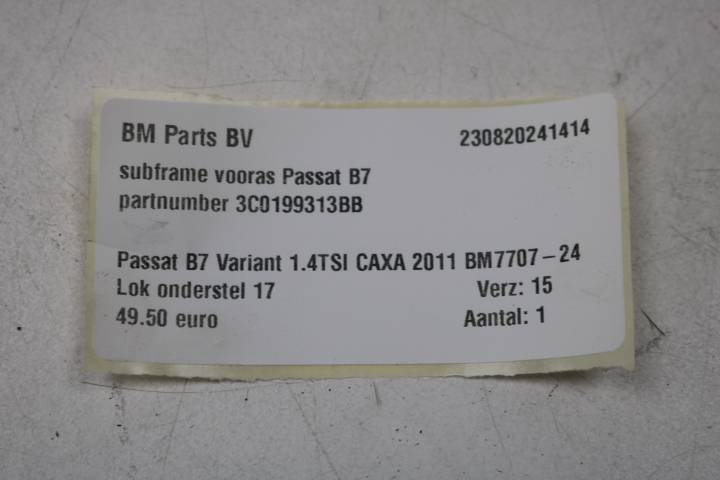 BM Parts BV 230820241414
subframe vooras Passat B7
partnumber 3C0199313BB
Passat B7 Variant 1.4TSI CAXA 2011 BM7707-24
Lok onderstel 17 Verz: 15
49.50 euro Aantal: 1